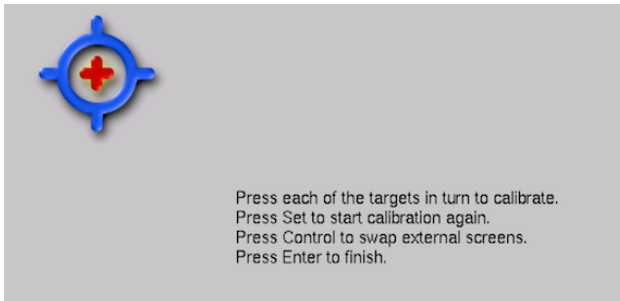 Press each of the targets in turn to calibrate.
Press Set to start calibration again.
Press Control to swap external screens.
Press Enter to finish.